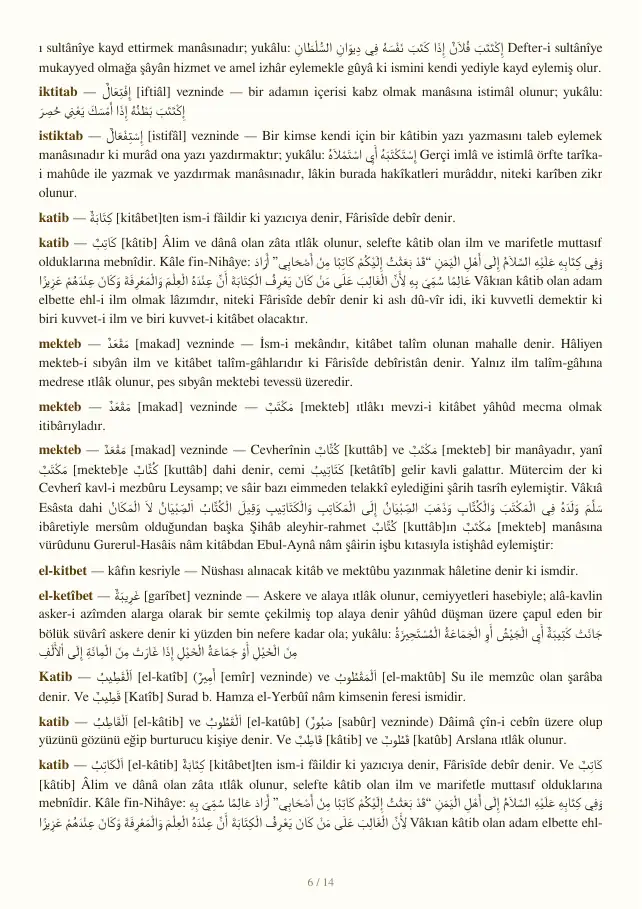 ı sultânîye kayd ettirmek manâsınadır; yukâlu: إِكْتَتَبَ فُلَانٌ إِذَا كَتَبَ نَفْسَهُ فِي دِيوَانِ السُّلْطَانِ Defter-i sultânîye
mukayyed olmağa şâyân hizmet ve amel izhâr eylemekle gûyâ ki ismini kendi yediyle kayd eylemiş olur.
iktitab — إِفْتِعَالٌ [iftiâl] vezninde — bir adamın içerisi kabz olmak manâsına istimâl olunur; yukâlu:
إِكْتَتَبَ بَطْنُهُ إِذَا أَمْسَكَ يَعْنِي حُصِرَ
istiktab — إِسْتِفْعَالٌ [istifâl] vezninde — Bir kimse kendi için bir kâtibin yazı yazmasını taleb eylemek
manâsınadır ki murâd ona yazı yazdırmaktır; yukâlu: إِسْتَكْتَبَهُ أَيِ اسْتَمْلَاهُ Gerçi imlâ ve istimlâ örfte tarîka-
i mahûde ile yazmak ve yazdırmak manâsınadır, lâkin burada hakîkatleri murâddır, niteki karîben zikr
olunur.
katib — كِتَابَةٌ [kitâbet]ten ism-i fâildir ki yazıcıya denir, Fârisîde debîr denir.
katib — كَاتِبٌ [kâtib] Âlim ve dânâ olan zâta ıtlâk olunur, selefte kâtib olan ilm ve marifetle muttasıf
olduklarına mebnîdir. Kâle fin-Nihâye: وَفِي كِتَابِهِ عَلَيْهِ السَّلَامُ إِلَى أَهْلِ الْيَمَنِ “قَدْ بَعَثْتُ إِلَيْكُمْ كَاتِبًا مِنْ أَصْحَابِي” أَرَادَ
عَالِمًا سُمِّيَ بِهِ لِأَنَّ الْغَالِبَ عَلَى مَنْ كَانَ يَعْرِفُ الْكِتَابَةَ أَنَّ عِنْدَهُ الْعِلْمَ وَالْمَعْرِفَةَ وَكَانَ عِنْدَهُمْ عَزِيزًا Vâkıan kâtib olan adam
elbette ehl-i ilm olmak lâzımdır, niteki Fârisîde debîr denir ki aslı dû-vîr idi, iki kuvvetli demektir ki
biri kuvvet-i ilm ve biri kuvvet-i kitâbet olacaktır.
mekteb — مَقْعَدٌ [makad] vezninde — İsm-i mekândır, kitâbet talîm olunan mahalle denir. Hâliyen
mekteb-i sıbyân ilm ve kitâbet talîm-gâhlarıdır ki Fârisîde debîristân denir. Yalnız ilm talîm-gâhına
medrese ıtlâk olunur, pes sıbyân mektebi tevessü üzeredir.
mekteb — مَقْعَدٌ [makad] vezninde — مَكْتَبٌ [mekteb] ıtlâkı mevzi-i kitâbet yâhûd mecma olmak
itibârıyladır.
mekteb — مَقْعَدٌ [makad] vezninde — Cevherînin كُتَّابٌ [kuttâb] ve مَكْتَبٌ [mekteb] bir manâyadır, yanî
مَكْتَبٌ [mekteb]e كُتَّابٌ [kuttâb] dahi denir, cemi كَتَاتِيبُ [ketâtîb] gelir kavli galattır. Mütercim der ki
Cevherî kavl-i mezbûru Leysamp; ve sâir bazı eimmeden telakkî eylediğini şârih tasrîh eylemiştir. Vâkıâ
Esâsta dahi سَلَّمَ وَلَدَهُ فِي الْمَكْتَبِ وَالْكُتَّابِ وَذَهَبَ الصِّبْيَانُ إِلَى الْمَكَاتِبِ وَالْكَتَاتِيبِ وَقِيلَ الْكُتَّابُ الصِّبْيَانُ لَا الْمَكَانُ
ibâretiyle mersûm olduğundan başka Şihâb aleyhir-rahmet كُتَّابٌ [kuttâb]ın مَكْتَبٌ [mekteb] manâsına
vürûdunu Gurerul-Hasâis nâm kitâbdan Ebul-Aynâ nâm şâirin işbu kıtasıyla istişhâd eylemiştir:
el-kitbet — kâfın kesriyle — Nüshası alınacak kitâb ve mektûbu yazınmak hâletine denir ki ismdir.
el-ketîbet — غَرِيبَةٌ [garîbet] vezninde — Askere ve alaya ıtlâk olunur, cemiyyetleri hasebiyle; alâ-kavlin
asker-i azîmden alarga olarak bir semte çekilmiş top alaya denir yâhûd düşman üzere çapul eden bir
bölük süvârî askere denir ki yüzden bin nefere kadar ola; yukâlu: جَائَتْ كَتِيبَةٌ أَيِ الْجَيْشُ أَوِ الْجَمَاعَةُ الْمُسْتَحِيزَةُ
مِنَ الْخَيْلِ أَوْ جَمَاعَةُ الْخَيْلِ إِذَا غَارَتْ مِنَ الْمِائَةِ إِلَى الْأَلْفِ
Katib — اَلْقَطِيبُ [el-katîb] (أَمِيرٌ [emîr] vezninde) ve اَلْمَقْطُوبُ [el-maktûb] Su ile memzûc olan şarâba
denir. Ve قَطِيبٌ [Katîb] Surad b. Hamza el-Yerbûî nâm kimsenin feresi ismidir.
katib — اَلْقَاطِبُ [el-kâtib] ve اَلْقَطُوبُ [el-katûb] (صَبُورٌ [sabûr] vezninde) Dâimâ çîn-i cebîn üzere olup
yüzünü gözünü eğip burturucu kişiye denir. Ve قَاطِبٌ [kâtib] ve قَطُوبٌ [katûb] Arslana ıtlâk olunur.
katib — اَلْكَاتِبُ [el-kâtib] كِتَابَةٌ [kitâbet]ten ism-i fâildir ki yazıcıya denir, Fârisîde debîr denir. Ve كَاتِبٌ
[kâtib] Âlim ve dânâ olan zâta ıtlâk olunur, selefte kâtib olan ilm ve marifetle muttasıf olduklarına
mebnîdir. Kâle fin-Nihâye: وَفِي كِتَابِهِ عَلَيْهِ السَّلَامُ إِلَى أَهْلِ الْيَمَنِ “قَدْ بَعَثْتُ إِلَيْكُمْ كَاتِبًا مِنْ أَصْحَابِي” أَرَادَ عَالِمًا سُمِّيَ بِهِ
لِأَنَّ الْغَالِبَ عَلَى مَنْ كَانَ يَعْرِفُ الْكِتَابَةَ أَنَّ عِنْدَهُ الْعِلْمَ وَالْمَعْرِفَةَ وَكَانَ عِنْدَهُمْ عَزِيزًا Vâkıan kâtib olan adam elbette ehl-
6 / 14